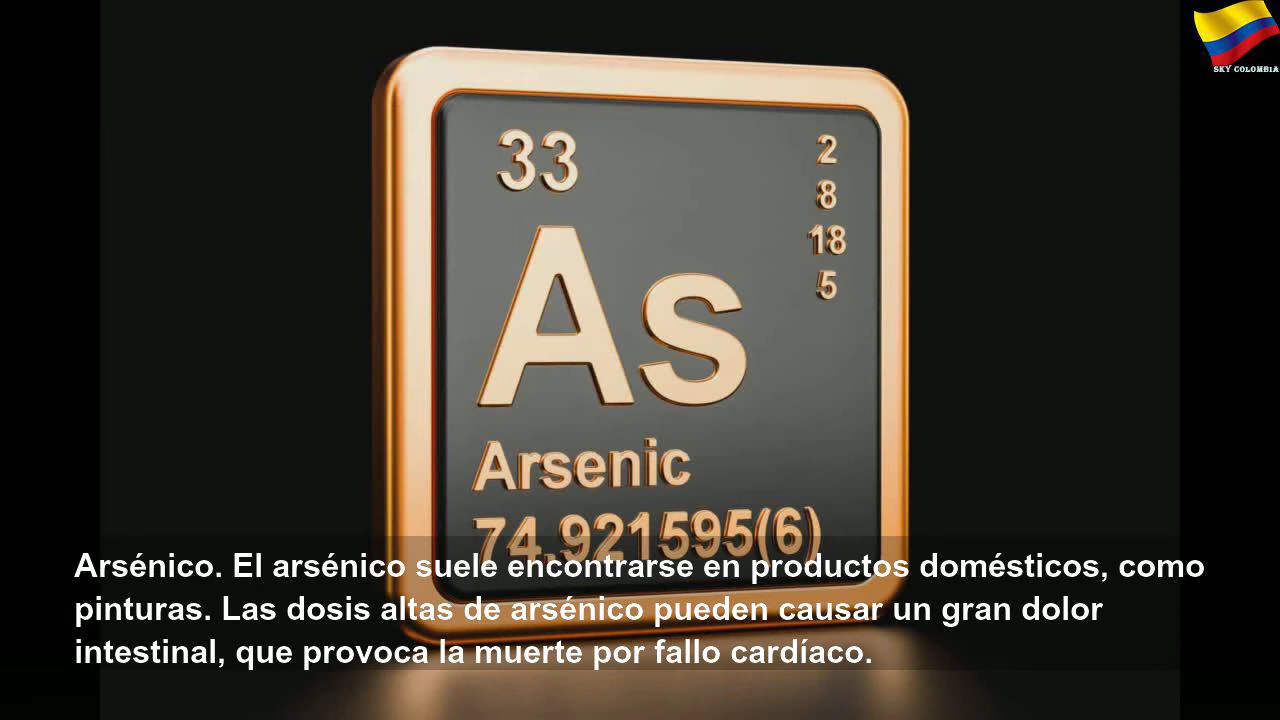 SKY COLOMBIA
33
2
8
18
5
As
Arsenic
74.921595(6)
Arsénico. El arsénico suele encontrarse en productos domésticos, como
pinturas. Las dosis altas de arsénico pueden causar un gran dolor
intestinal, que provoca la muerte por fallo cardíaco.